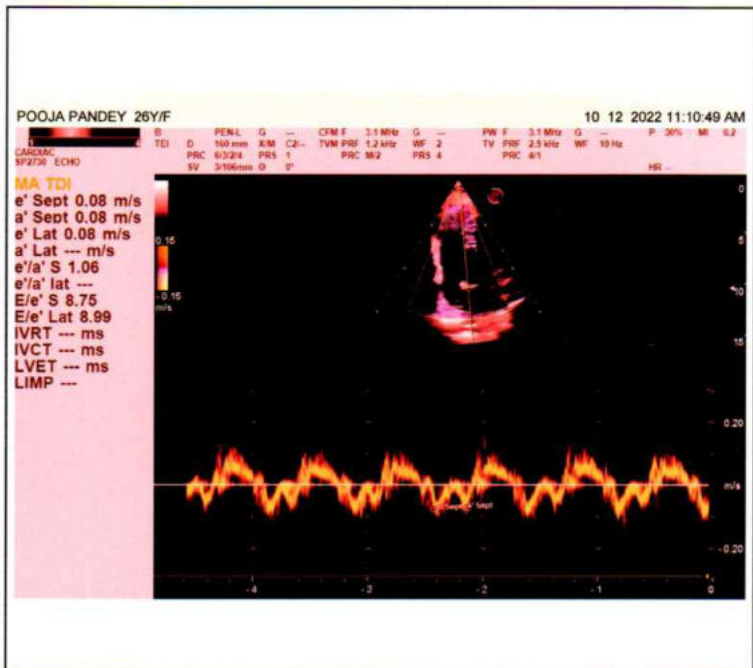 POOJA PANDEY 26Y/F 10 12 2022 11:10:49 AM
B PEN-L G --- CFM F 3.1 MHz G --- PW F 3.1 MHz G --- P 30% MI 0.2
TEI D 160 mm X/M C2/-- TVM PRF 1.2 kHz WF 2 TV PRF 2.5 kHz WF 10 Hz
CARDIAC PRC 6/3/2/4 PRS 1 PRC M/2 PRS 4 PRC 4/1
SP2730 ECHO SV 3/106mm Θ 0° HR --
MA TDI
e' Sept 0.08 m/s
a' Sept 0.08 m/s
e' Lat 0.08 m/s
a' Lat --- m/s
e'/a' S 1.06
e'/a' lat ---
E/e' S 8.75
E/e' Lat 8.99
IVRT --- ms
IVCT --- ms
LVET --- ms
LIMP ---
0.15
- 0.15
m/s
0
5
10
15
0.20
m/s
Sept a' Sept
- 0.20
-4 -3 -2 -1 0